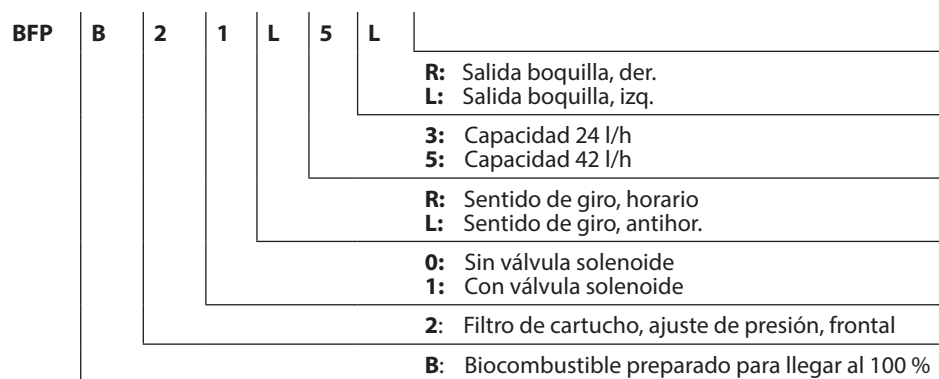 BFP B 2 1 L 5 L
R: Salida boquilla, der.
L: Salida boquilla, izq.
3: Capacidad 24 l/h
5: Capacidad 42 l/h
R: Sentido de giro, horario
L: Sentido de giro, antihor.
0: Sin válvula solenoide
1: Con válvula solenoide
2: Filtro de cartucho, ajuste de presión, frontal
B: Biocombustible preparado para llegar al 100 %